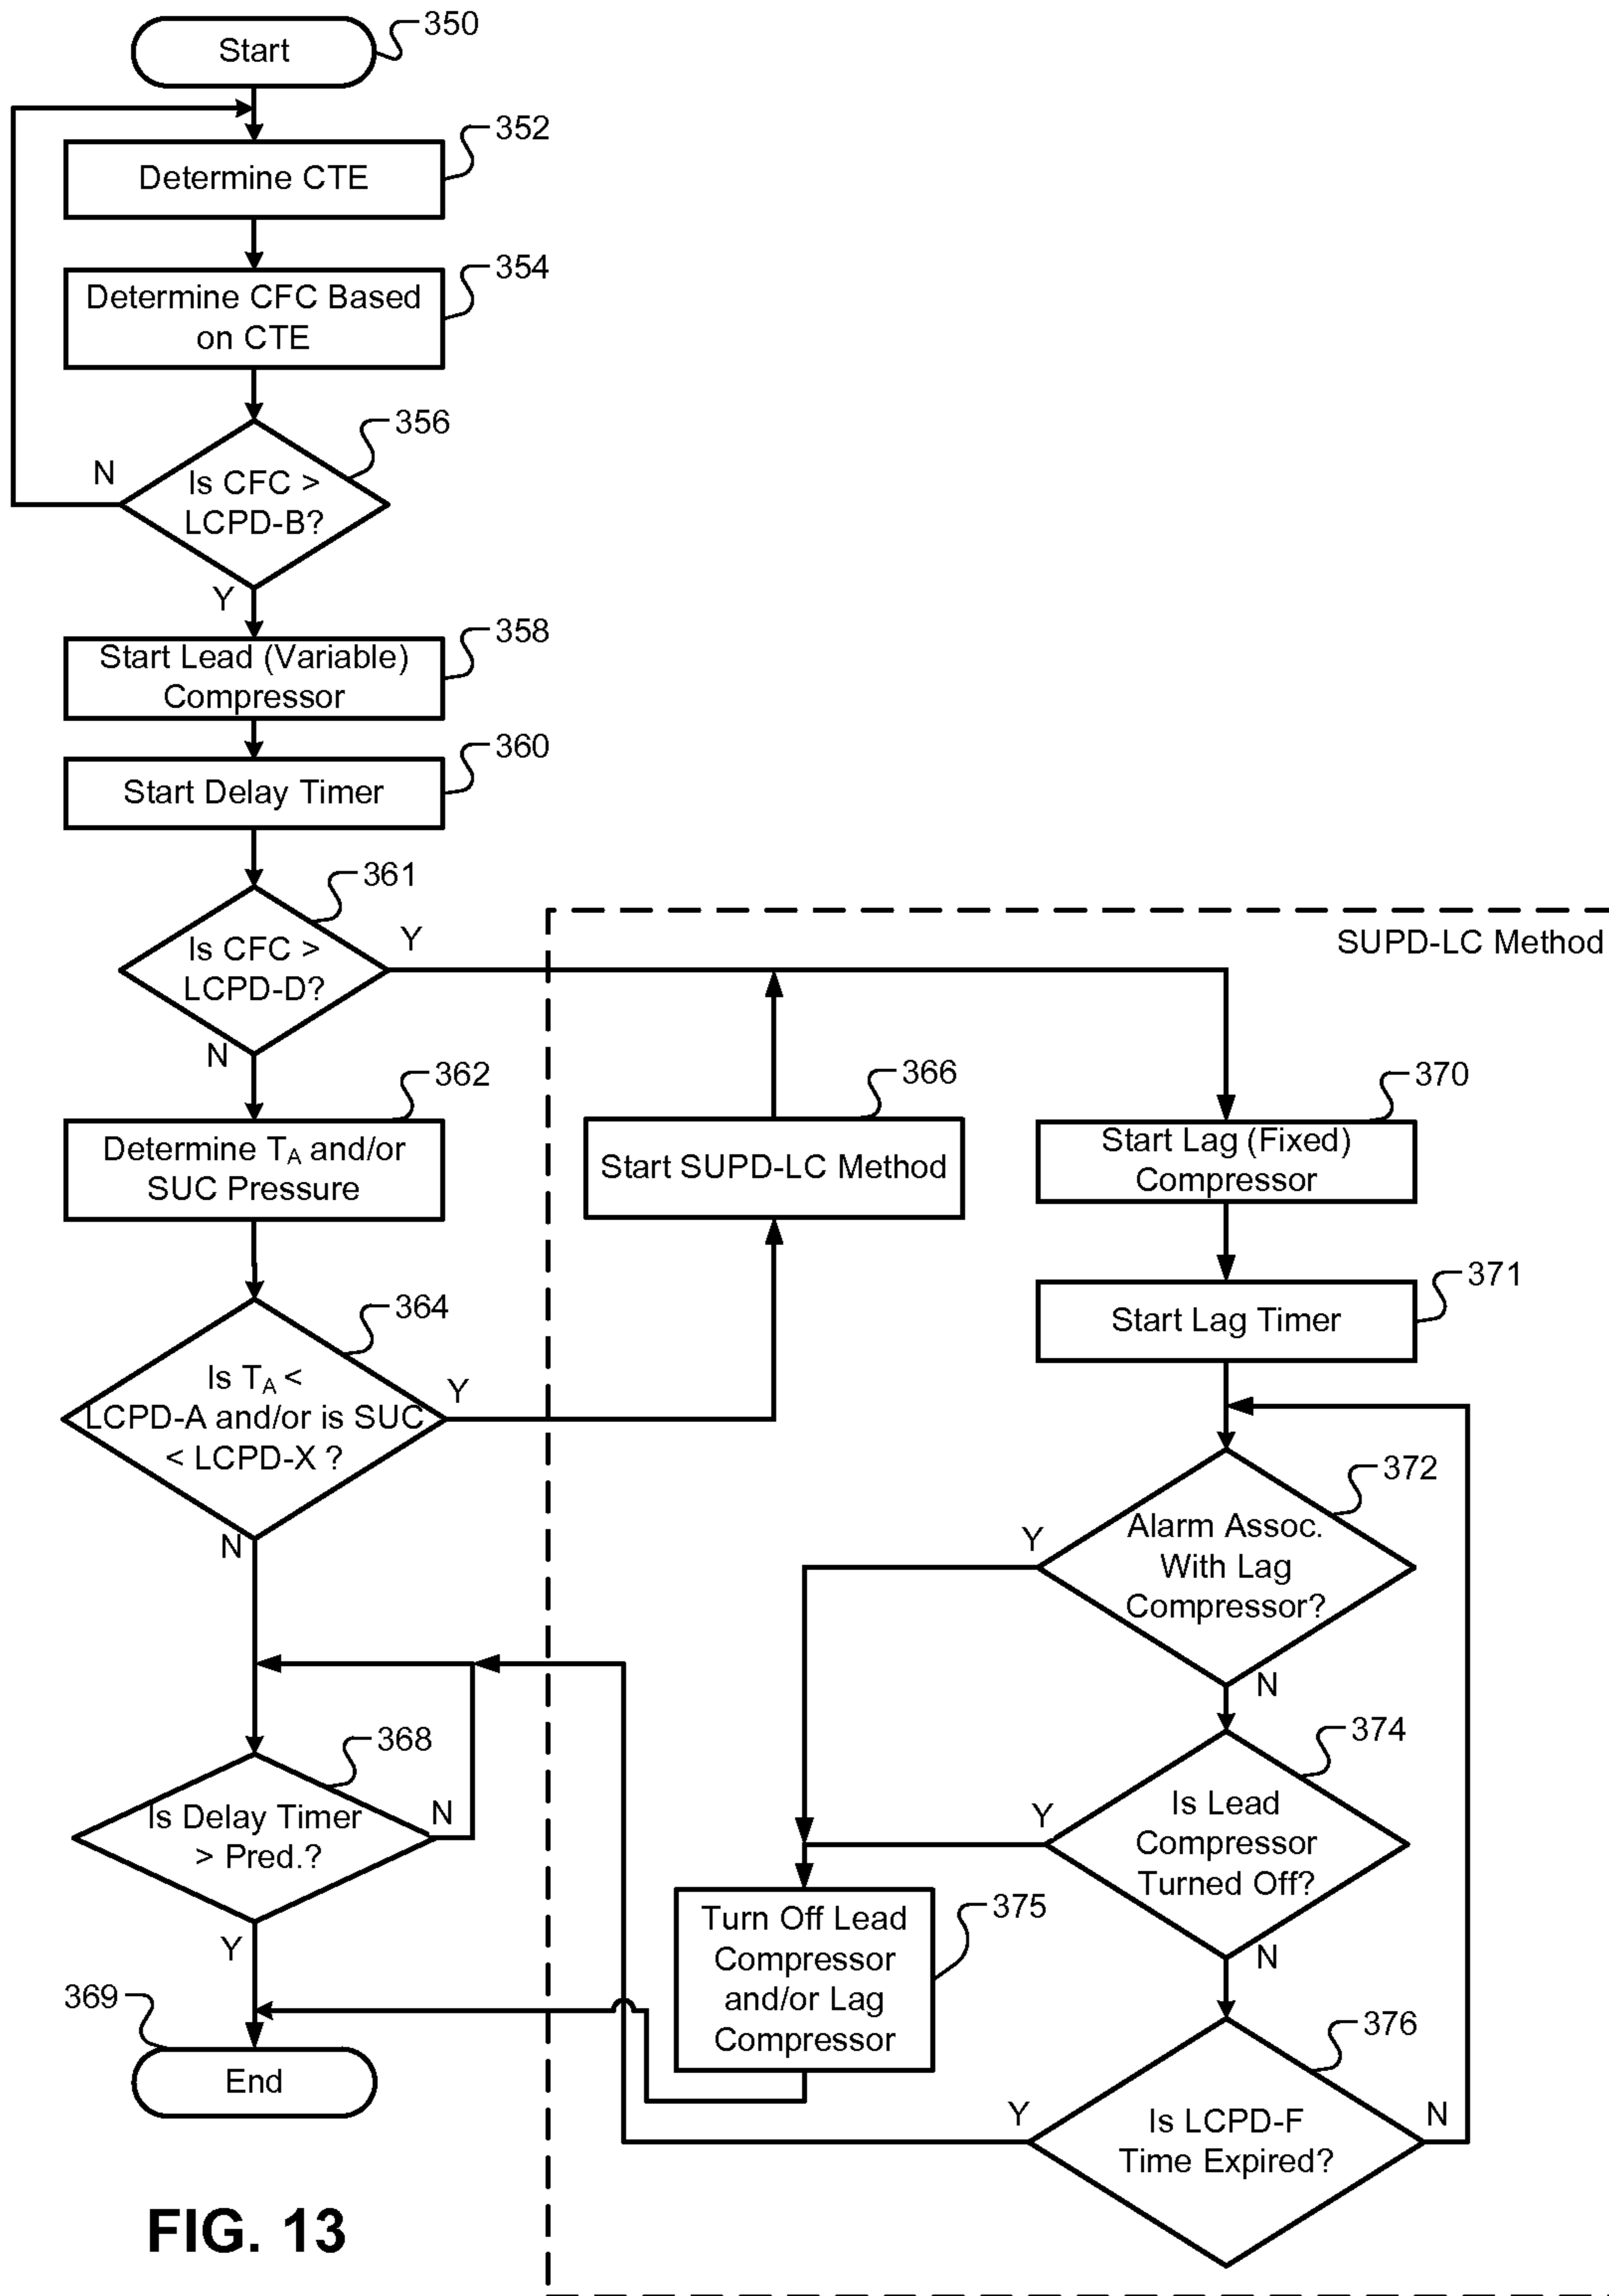 Start
350
352
Determine CTE
354
Determine CFC Based
on CTE
356
N
Is CFC >
LCPD-B?
Y
358
Start Lead (Variable)
Compressor
360
Start Delay Timer
361
Is CFC >
LCPD-D?
Y
N
SUPD-LC Method
362
Determine TA and/or
SUC Pressure
366
Start SUPD-LC Method
370
Start Lag (Fixed)
Compressor
371
Start Lag Timer
364
Is TA <
LCPD-A and/or is SUC
< LCPD-X ?
Y
N
372
Alarm Assoc.
With Lag
Compressor?
Y
N
368
Is Delay Timer
> Pred.?
N
Y
374
Is Lead
Compressor
Turned Off?
Y
N
375
Turn Off Lead
Compressor
and/or Lag
Compressor
369
End
376
Is LCPD-F
Time Expired?
Y
N
FIG. 13